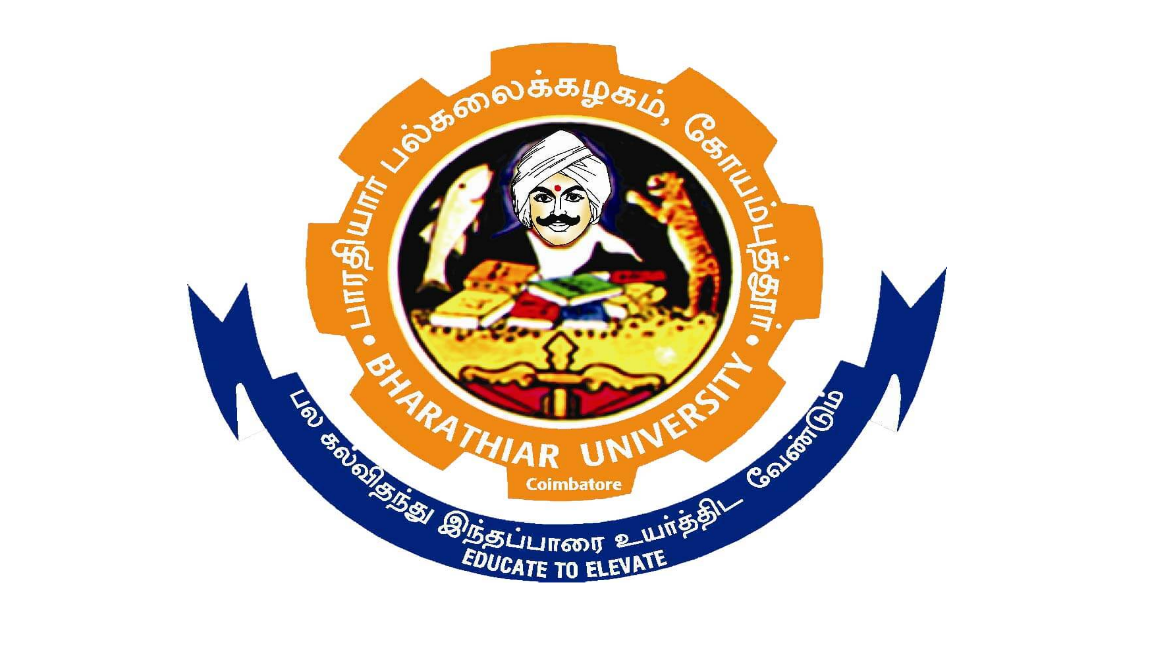 பாரதியார் பல்கலைக்கழகம், கோயம்புத்தூர்
• BHARATHIAR UNIVERSITY •
Coimbatore
பல கல்விதந்து இந்தப்பாரை உயர்த்திட வேண்டும்
EDUCATE TO ELEVATE